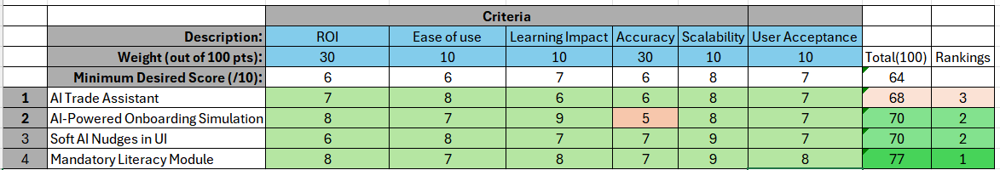 Criteria
Description: ROI Ease of use Learning Impact Accuracy Scalability User Acceptance
Weight (out of 100 pts): 30 10 10 30 10 10 Total(100) Rankings
Minimum Desired Score (/10): 6 6 7 6 8 7 64
1 AI Trade Assistant 7 8 6 6 8 7 68 3
2 AI-Powered Onboarding Simulation 8 7 9 5 8 7 70 2
3 Soft AI Nudges in UI 6 8 7 7 9 7 70 2
4 Mandatory Literacy Module 8 7 8 7 9 8 77 1